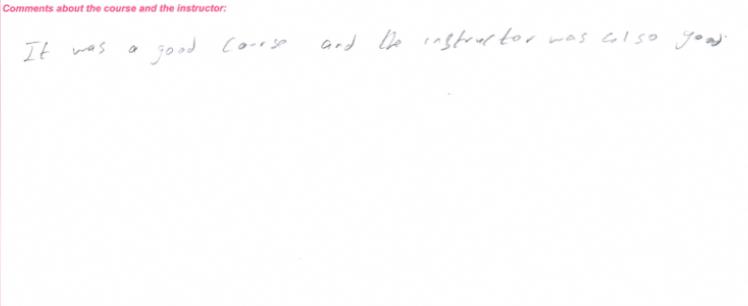 Comments about the course and the instructor:
It was a good course and the instructor was also good.